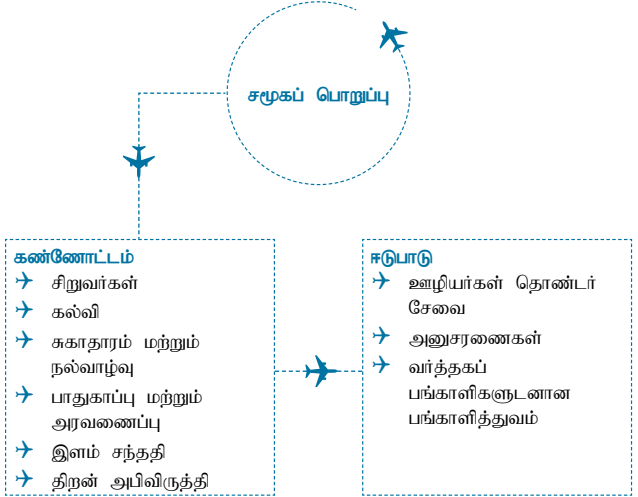 சமூகப் பொறுப்பு
கண்ணோட்டம்
சிறுவர்கள்
கல்வி
சுகாதாரம் மற்றும்
நல்வாழ்வு
பாதுகாப்பு மற்றும்
அரவணைப்பு
இளம் சந்ததி
திறன் அபிவிருத்தி
ஈடுபாடு
ஊழியர்கள் தொண்டர்
சேவை
அனுசரணைகள்
வர்த்தகப்
பங்காளிகளுடனான
பங்காளித்துவம்